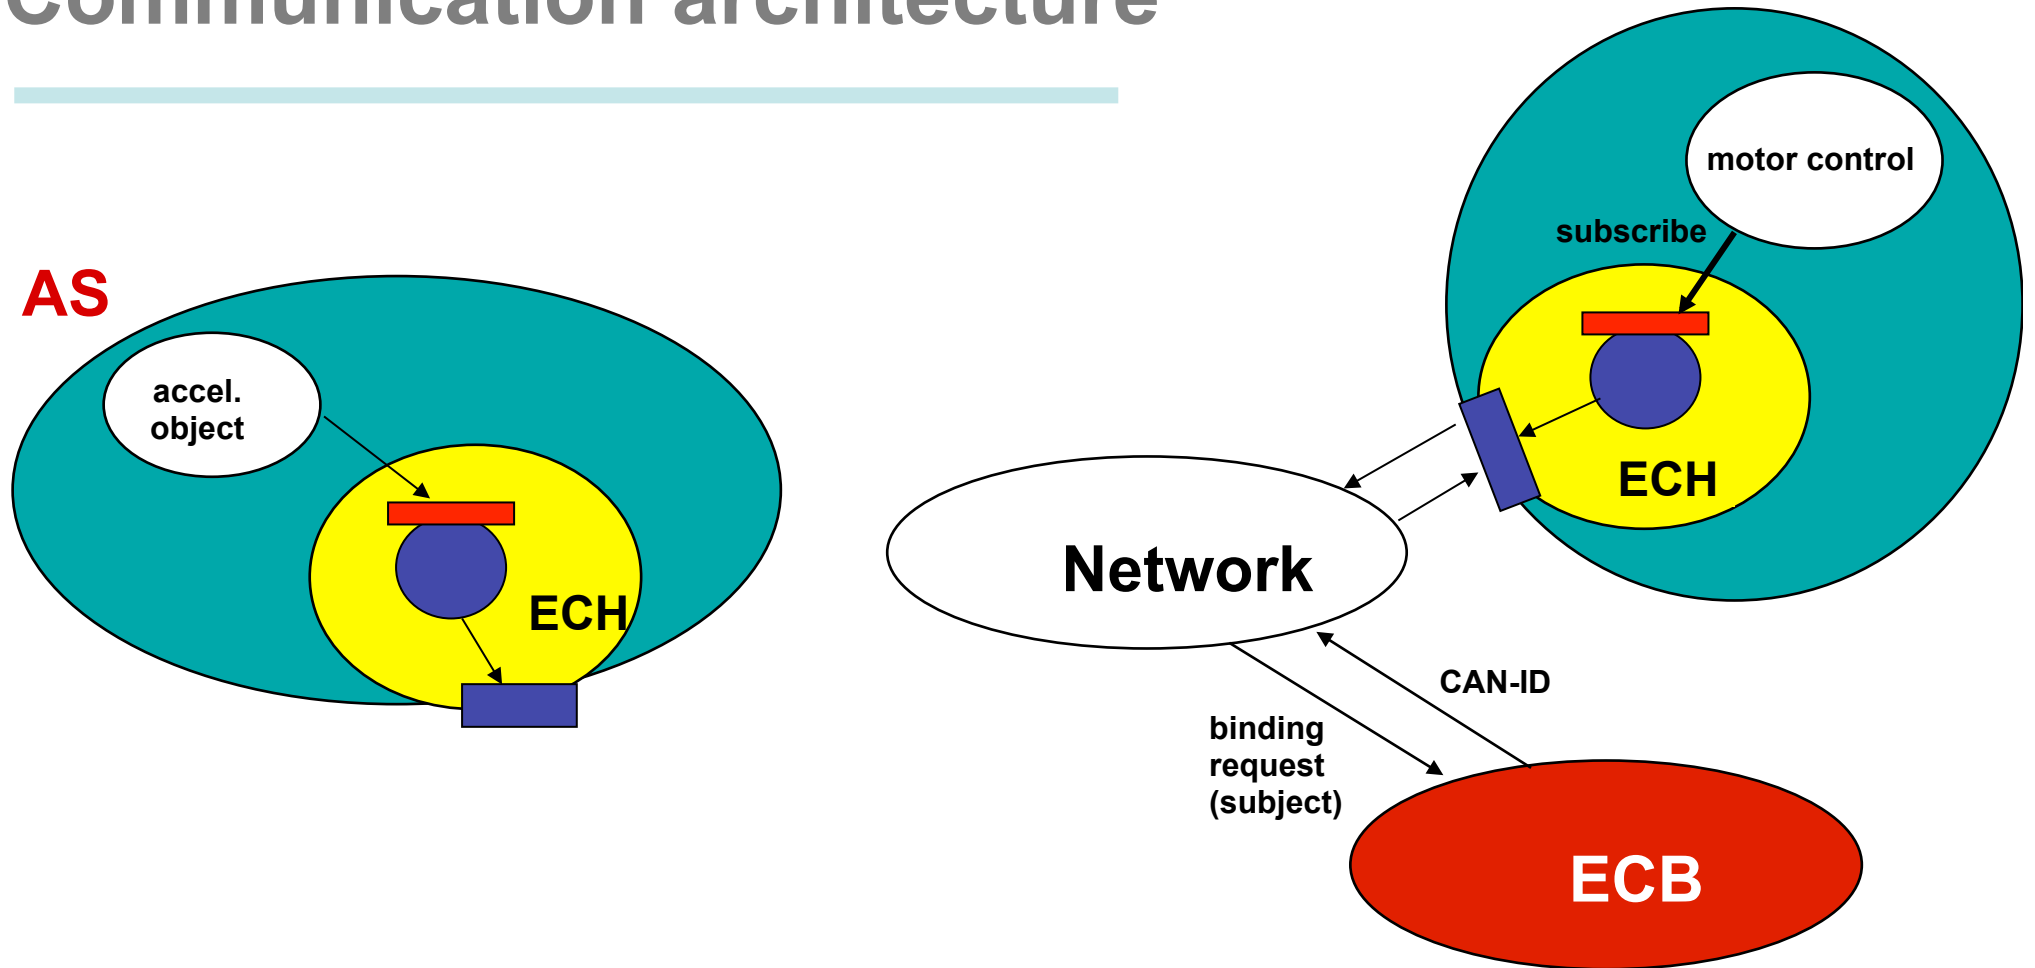 Communication architecture
motor control
subscribe
AS
accel.
object
ECH
ECH
Network
CAN-ID
binding
request
(subject)
ECB